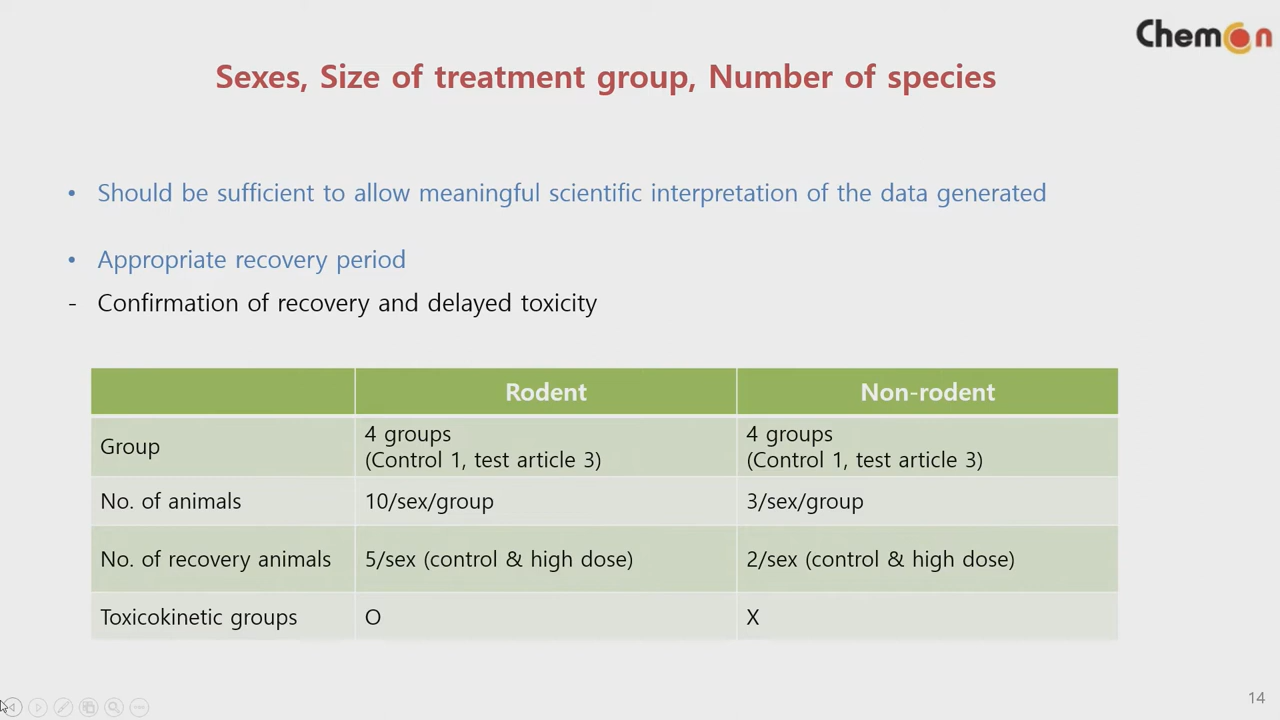 ChemOn
Sexes, Size of treatment group, Number of species
• Should be sufficient to allow meaningful scientific interpretation of the data generated
• Appropriate recovery period
- Confirmation of recovery and delayed toxicity
Rodent Non-rodent
Group
4 groups
(Control 1, test article 3)
4 groups
(Control 1, test article 3)
No. of animals 10/sex/group 3/sex/group
No. of recovery animals 5/sex (control & high dose) 2/sex (control & high dose)
Toxicokinetic groups O X
14